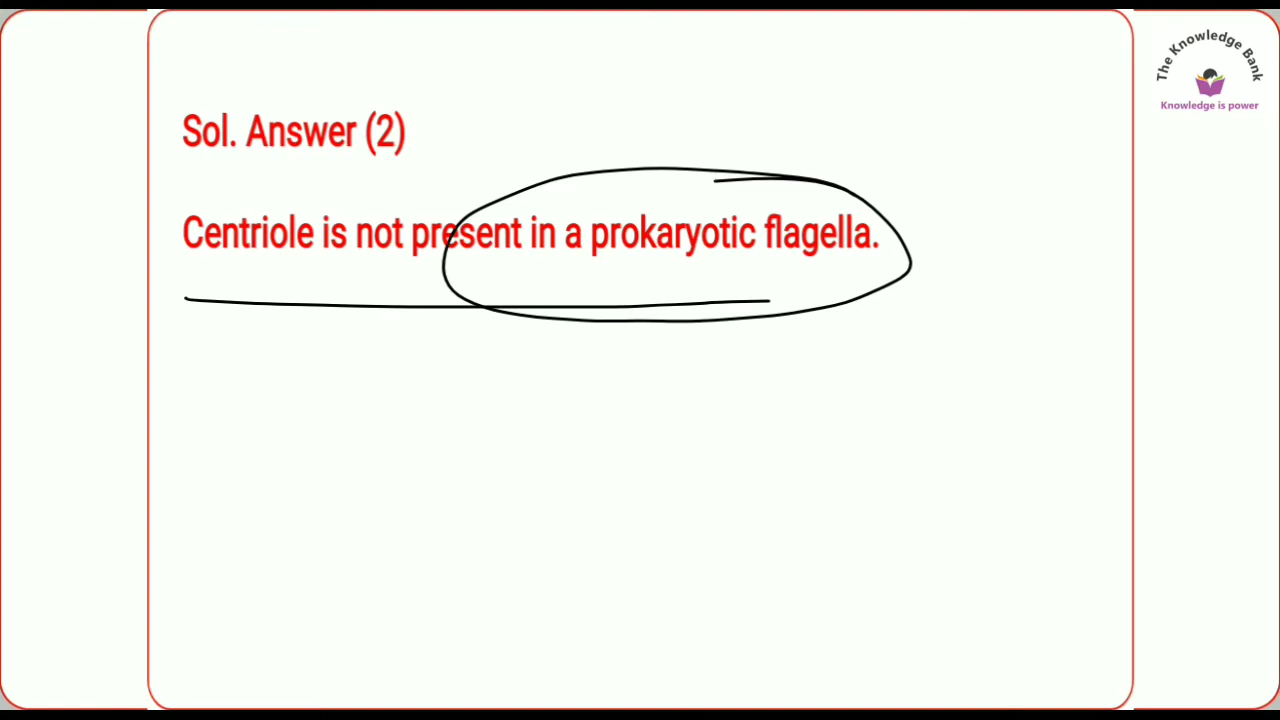 The Knowledge Bank
Knowledge is power
Sol. Answer (2)
Centriole is not present in a prokaryotic flagella.